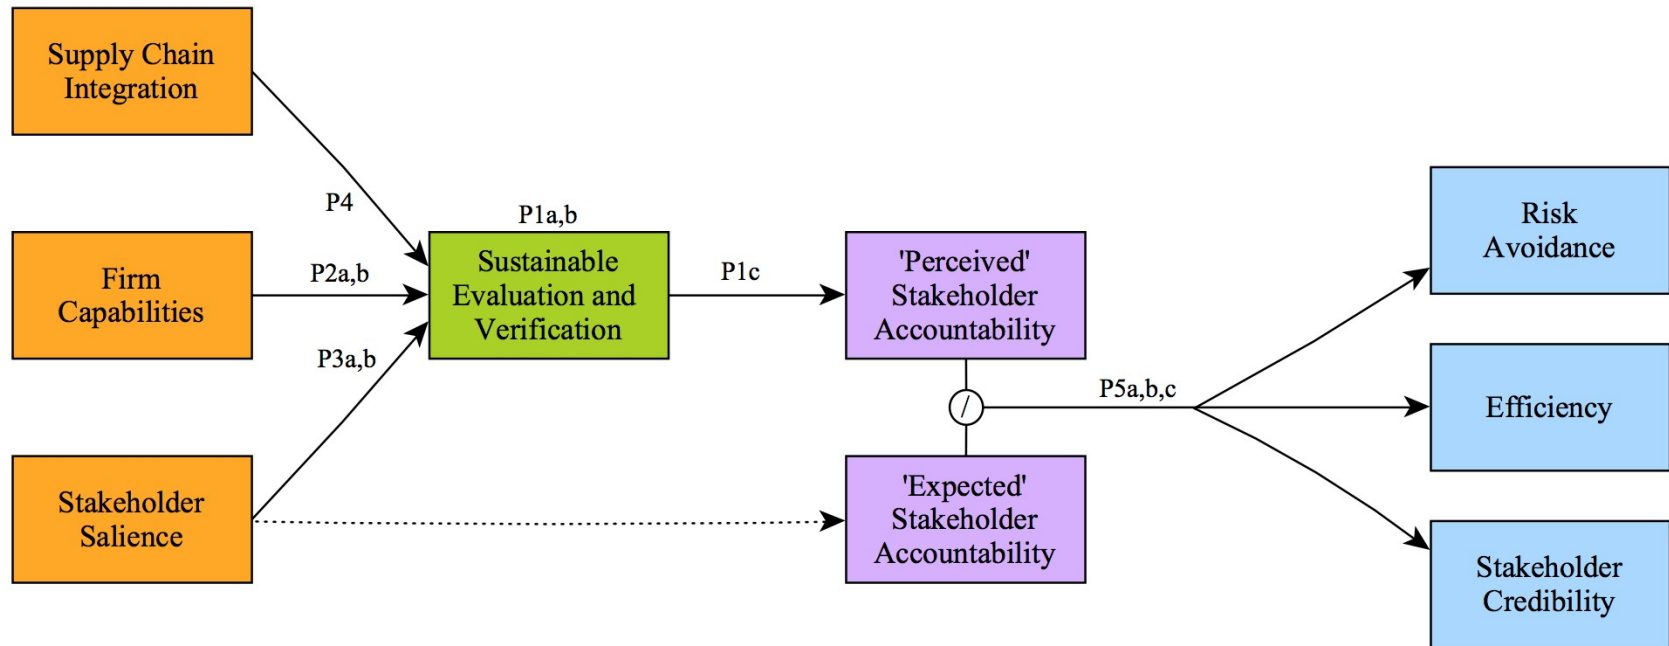 Supply Chain
Integration
P4
Firm
Capabilities
P2a,b
Stakeholder
Salience
P3a,b
P1a,b
Sustainable
Evaluation and
Verification
P1c
'Perceived'
Stakeholder
Accountability
/
'Expected'
Stakeholder
Accountability
P5a,b,c
Risk
Avoidance
Efficiency
Stakeholder
Credibility